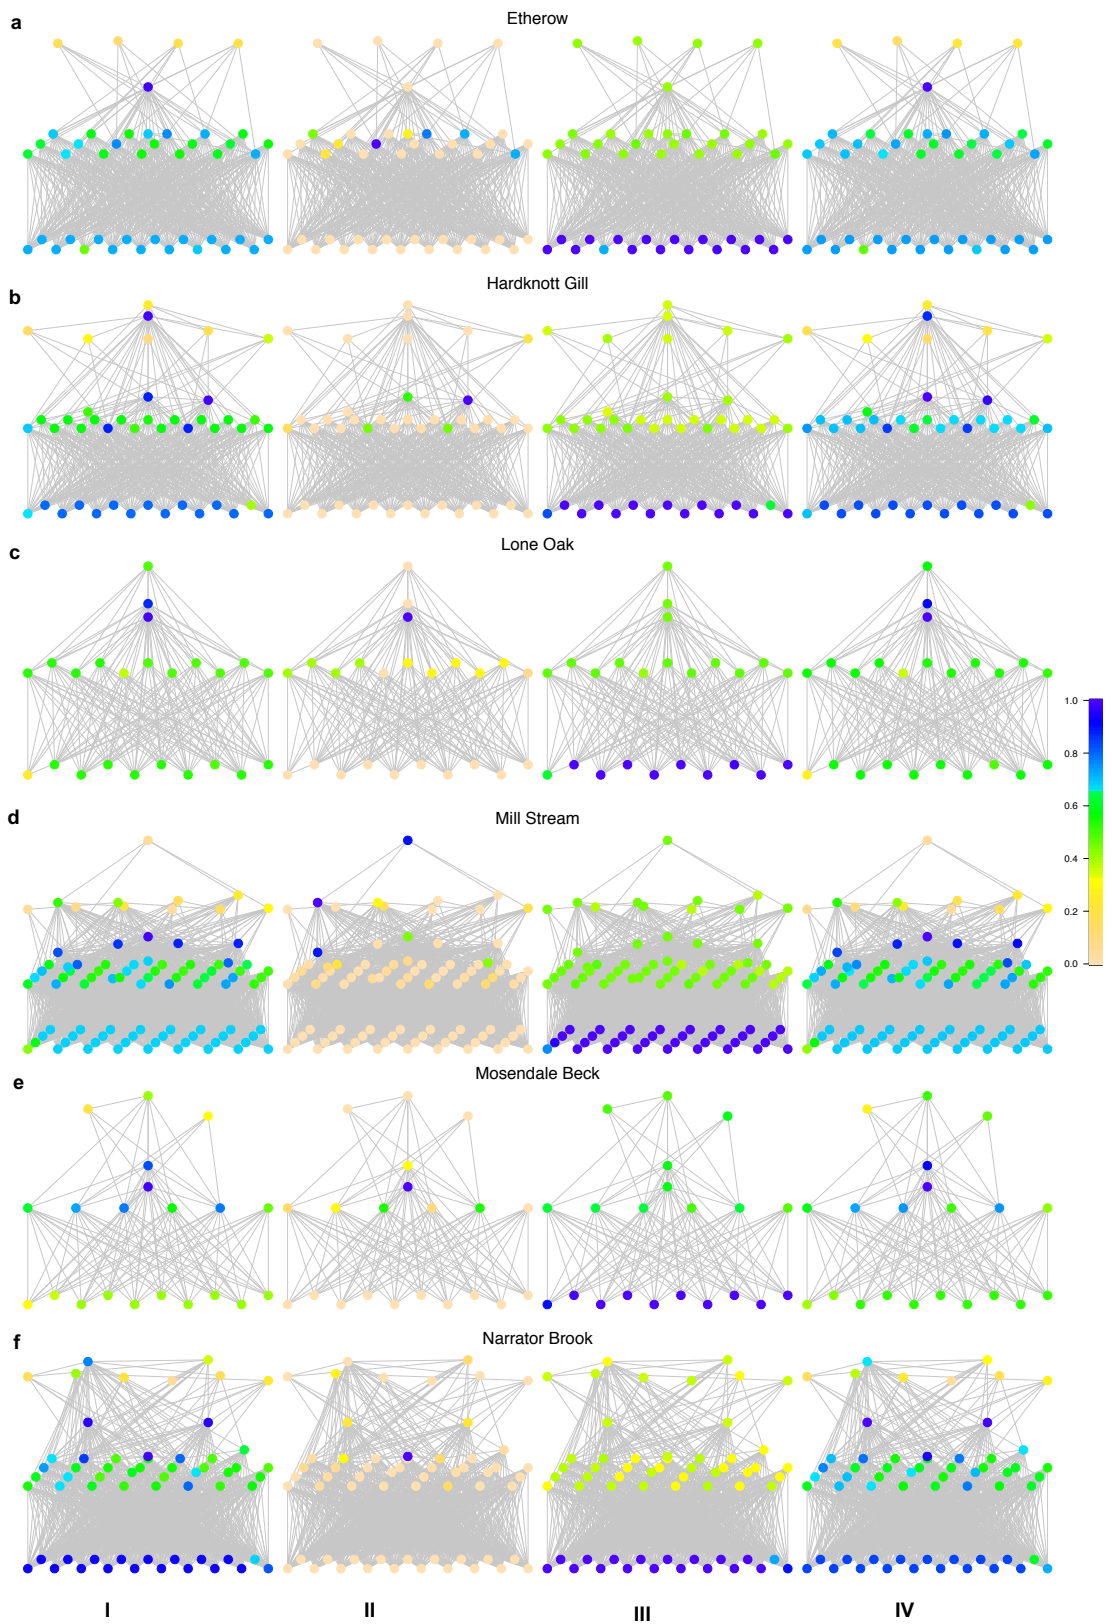 a
Etherow
b
Hardknott Gill
c
Lone Oak
1.0
0.8
0.6
0.4
0.2
0.0
d
Mill Stream
e
Mosendale Beck
f
Narrator Brook
I
II
III
IV